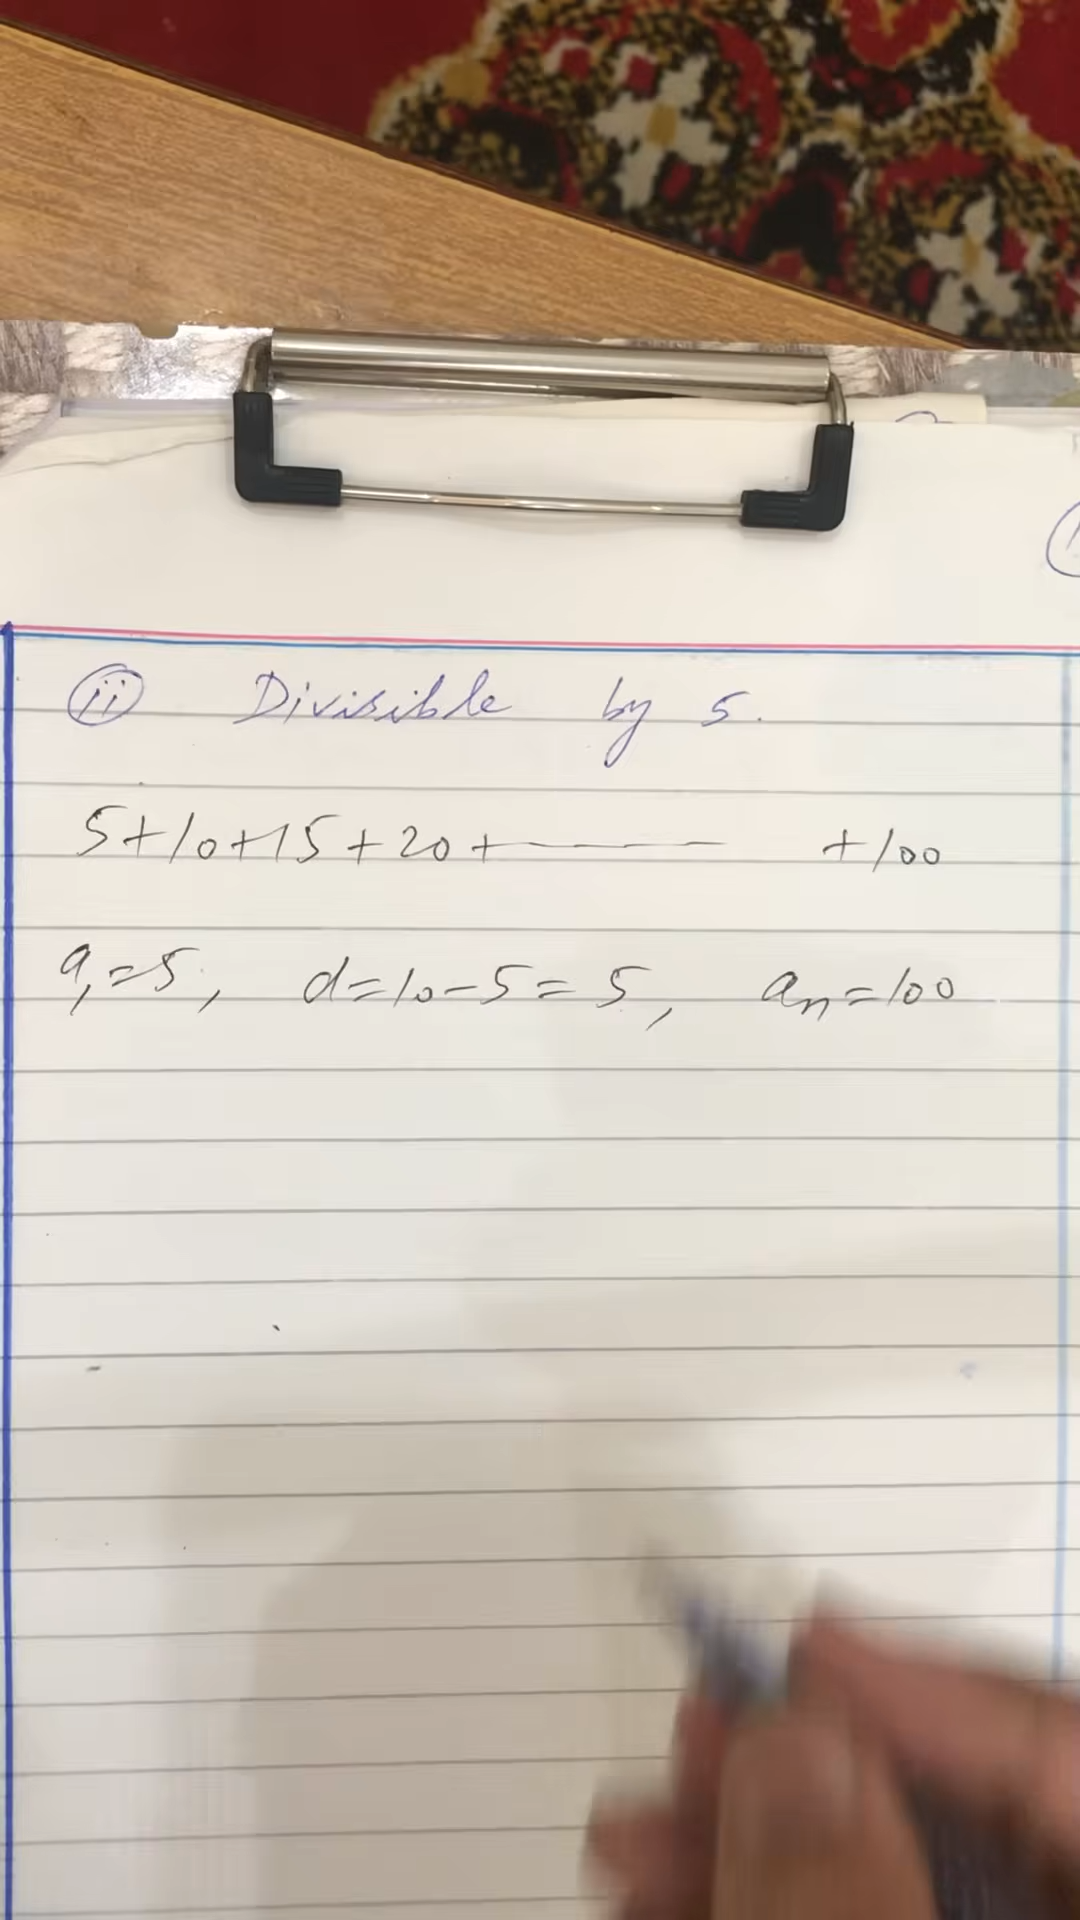 (ii) Divisible by 5.
5+10+15+20+——— +100
a₁=5, d=10-5=5, aₙ=100